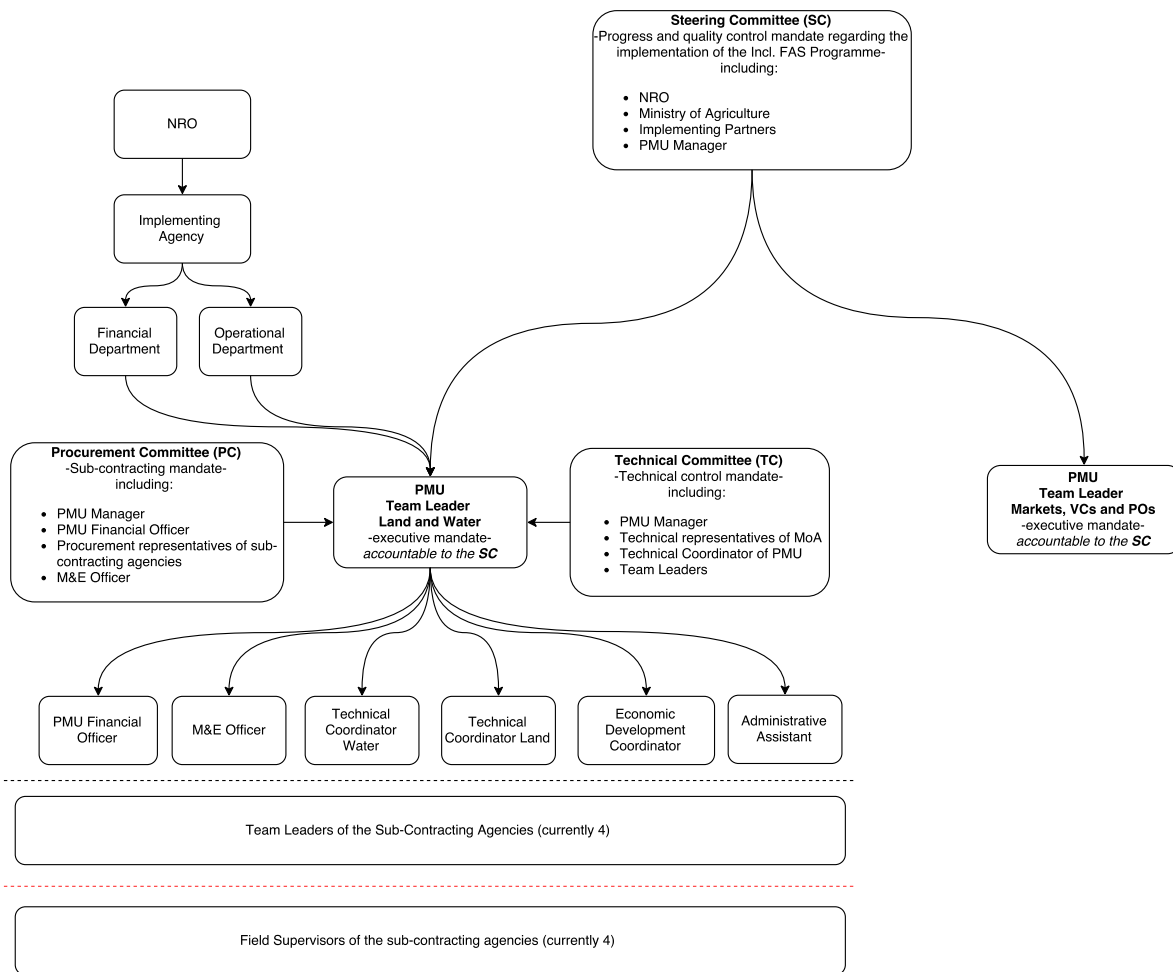 Steering Committee (SC)
-Progress and quality control mandate regarding the
implementation of the Incl. FAS Programme-
including:
• NRO
• Ministry of Agriculture
• Implementing Partners
• PMU Manager
NRO
Implementing
Agency
Financial
Department
Operational
Department
Procurement Committee (PC)
-Sub-contracting mandate-
including:
• PMU Manager
• PMU Financial Officer
• Procurement representatives of sub-
contracting agencies
• M&E Officer
PMU
Team Leader
Land and Water
-executive mandate-
accountable to the SC
Technical Committee (TC)
-Technical control mandate-
including:
• PMU Manager
• Technical representatives of MoA
• Technical Coordinator of PMU
• Team Leaders
PMU
Team Leader
Markets, VCs and POs
-executive mandate-
accountable to the SC
PMU Financial
Officer
M&E Officer
Technical
Coordinator
Water
Technical
Coordinator Land
Economic
Development
Coordinator
Administrative
Assistant
Team Leaders of the Sub-Contracting Agencies (currently 4)
Field Supervisors of the sub-contracting agencies (currently 4)